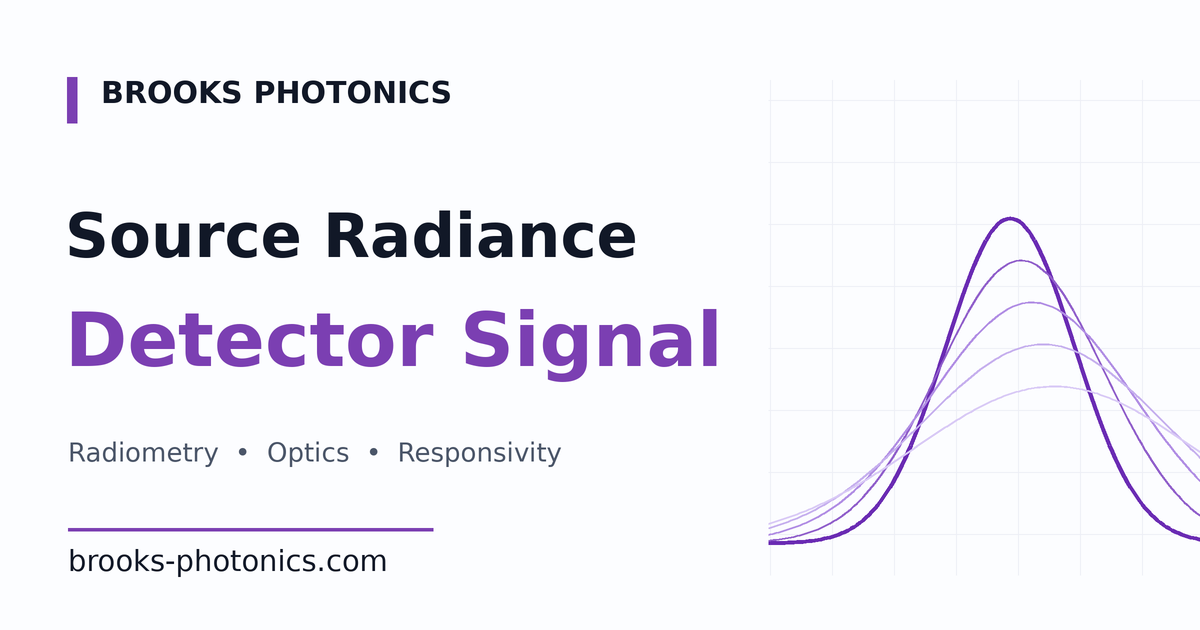 BROOKS PHOTONICS
Source Radiance
Detector Signal
Radiometry • Optics • Responsivity
brooks-photonics.com